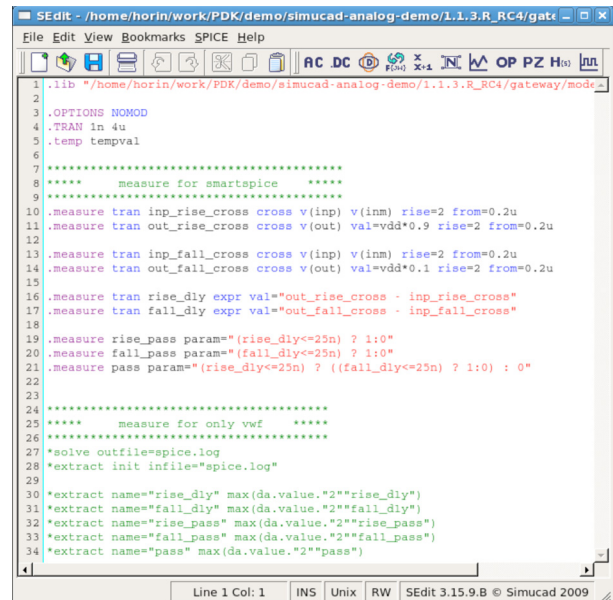 SEdit - /home/horin/work/PDK/demo/simucad-analog-demo/1.1.3.R_RC4/gate
File Edit View Bookmarks SPICE Help
AC .DC OP PZ H(s)
1 .lib "/home/horin/work/PDK/demo/simucad-analog-demo/1.1.3.R_RC4/gateway/mode
2
3 .OPTIONS NOMOD
4 .TRAN 1n 4u
5 .temp tempval
6
7 *****************************************
8 ***** measure for smartspice *****
9 *****************************************
10 .measure tran inp_rise_cross cross v(inp) v(inm) rise=2 from=0.2u
11 .measure tran out_rise_cross cross v(out) val=vdd*0.9 rise=2 from=0.2u
12
13 .measure tran inp_fall_cross cross v(inp) v(inm) rise=2 from=0.2u
14 .measure tran out_fall_cross cross v(out) val=vdd*0.1 rise=2 from=0.2u
15
16 .measure tran rise_dly expr val="out_rise_cross - inp_rise_cross"
17 .measure tran fall_dly expr val="out_fall_cross - inp_fall_cross"
18
19 .measure rise_pass param="(rise_dly<=25n) ? 1:0"
20 .measure fall_pass param="(fall_dly<=25n) ? 1:0"
21 .measure pass param="(rise_dly<=25n) ? ((fall_dly<=25n) ? 1:0) : 0"
22
23
24 ***************************************
25 ***** measure for only vwf *****
26 ***************************************
27 *solve outfile=spice.log
28 *extract init infile="spice.log"
29
30 *extract name="rise_dly" max(da.value."2""rise_dly")
31 *extract name="fall_dly" max(da.value."2""fall_dly")
32 *extract name="rise_pass" max(da.value."2""rise_pass")
33 *extract name="fall_pass" max(da.value."2""fall_pass")
34 *extract name="pass" max(da.value."2""pass")
Line 1 Col: 1 INS Unix RW SEdit 3.15.9.B © Simucad 2009